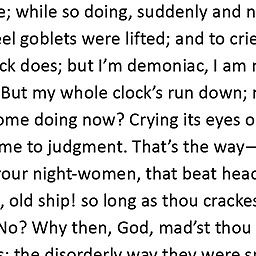 e; while so doing, suddenly and n
el goblets were lifted; and to crie
ck does; but I'm demoniac, I am
But my whole clock's run down;
ome doing now? Crying its eyes o
me to judgment. That's the way—
our night-women, that beat head
, old ship! so long as thou crackes
No? Why then, God, mad'st thou
s: the disorderly way they were s